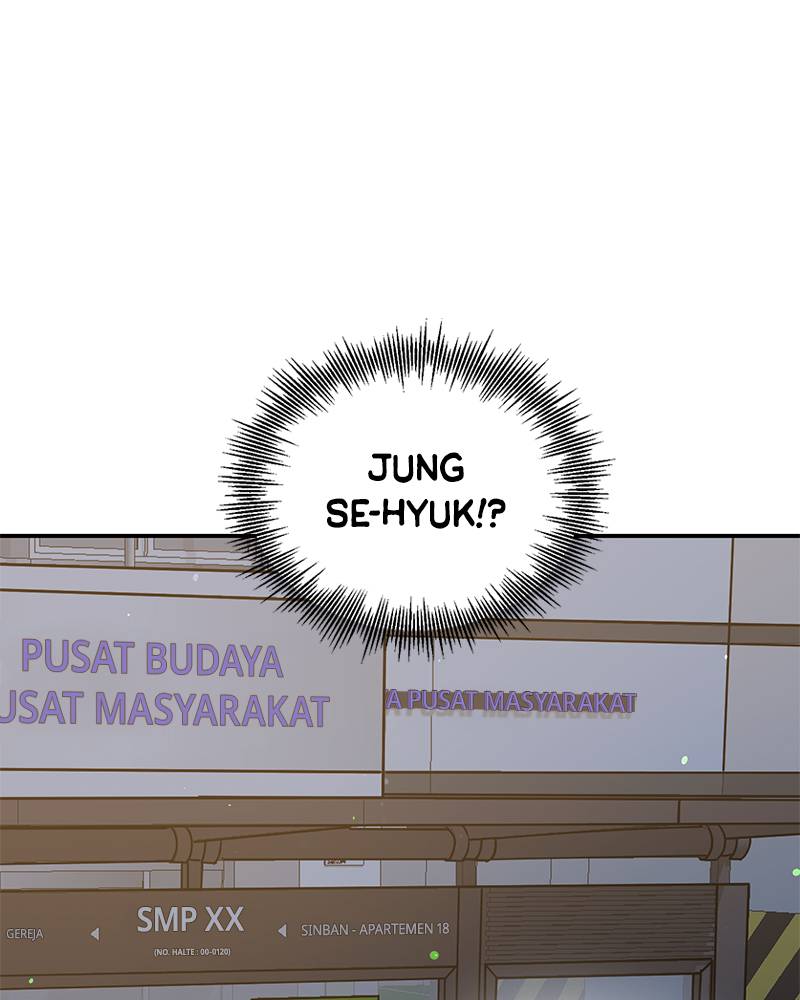 JUNG
SE-HYUK!?
PUSAT BUDAYA
USAT MASYARAKAT
A PUSAT MASYARAKAT
GEREJA ◀ SMP XX ◀ SINBAN - APARTEMEN 18
(NO. HALTE : 00-0120)